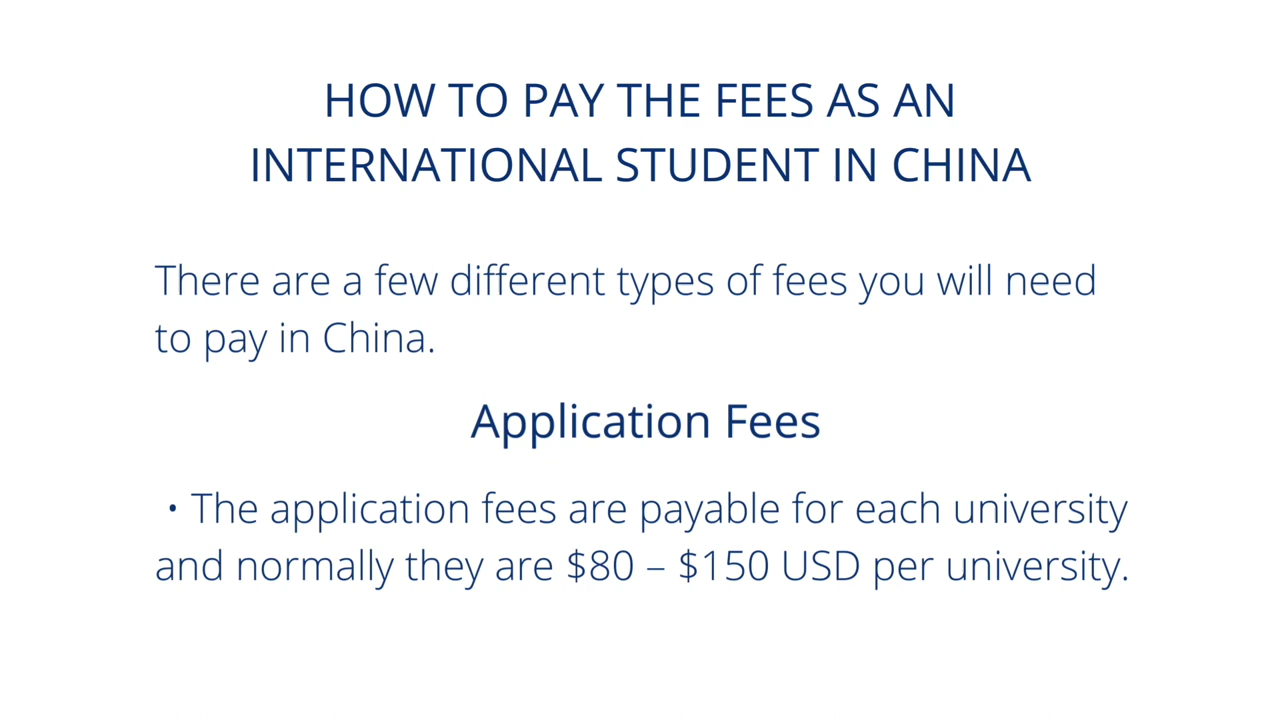 HOW TO PAY THE FEES AS AN
INTERNATIONAL STUDENT IN CHINA
There are a few different types of fees you will need
to pay in China.
Application Fees
• The application fees are payable for each university
and normally they are $80 – $150 USD per university.